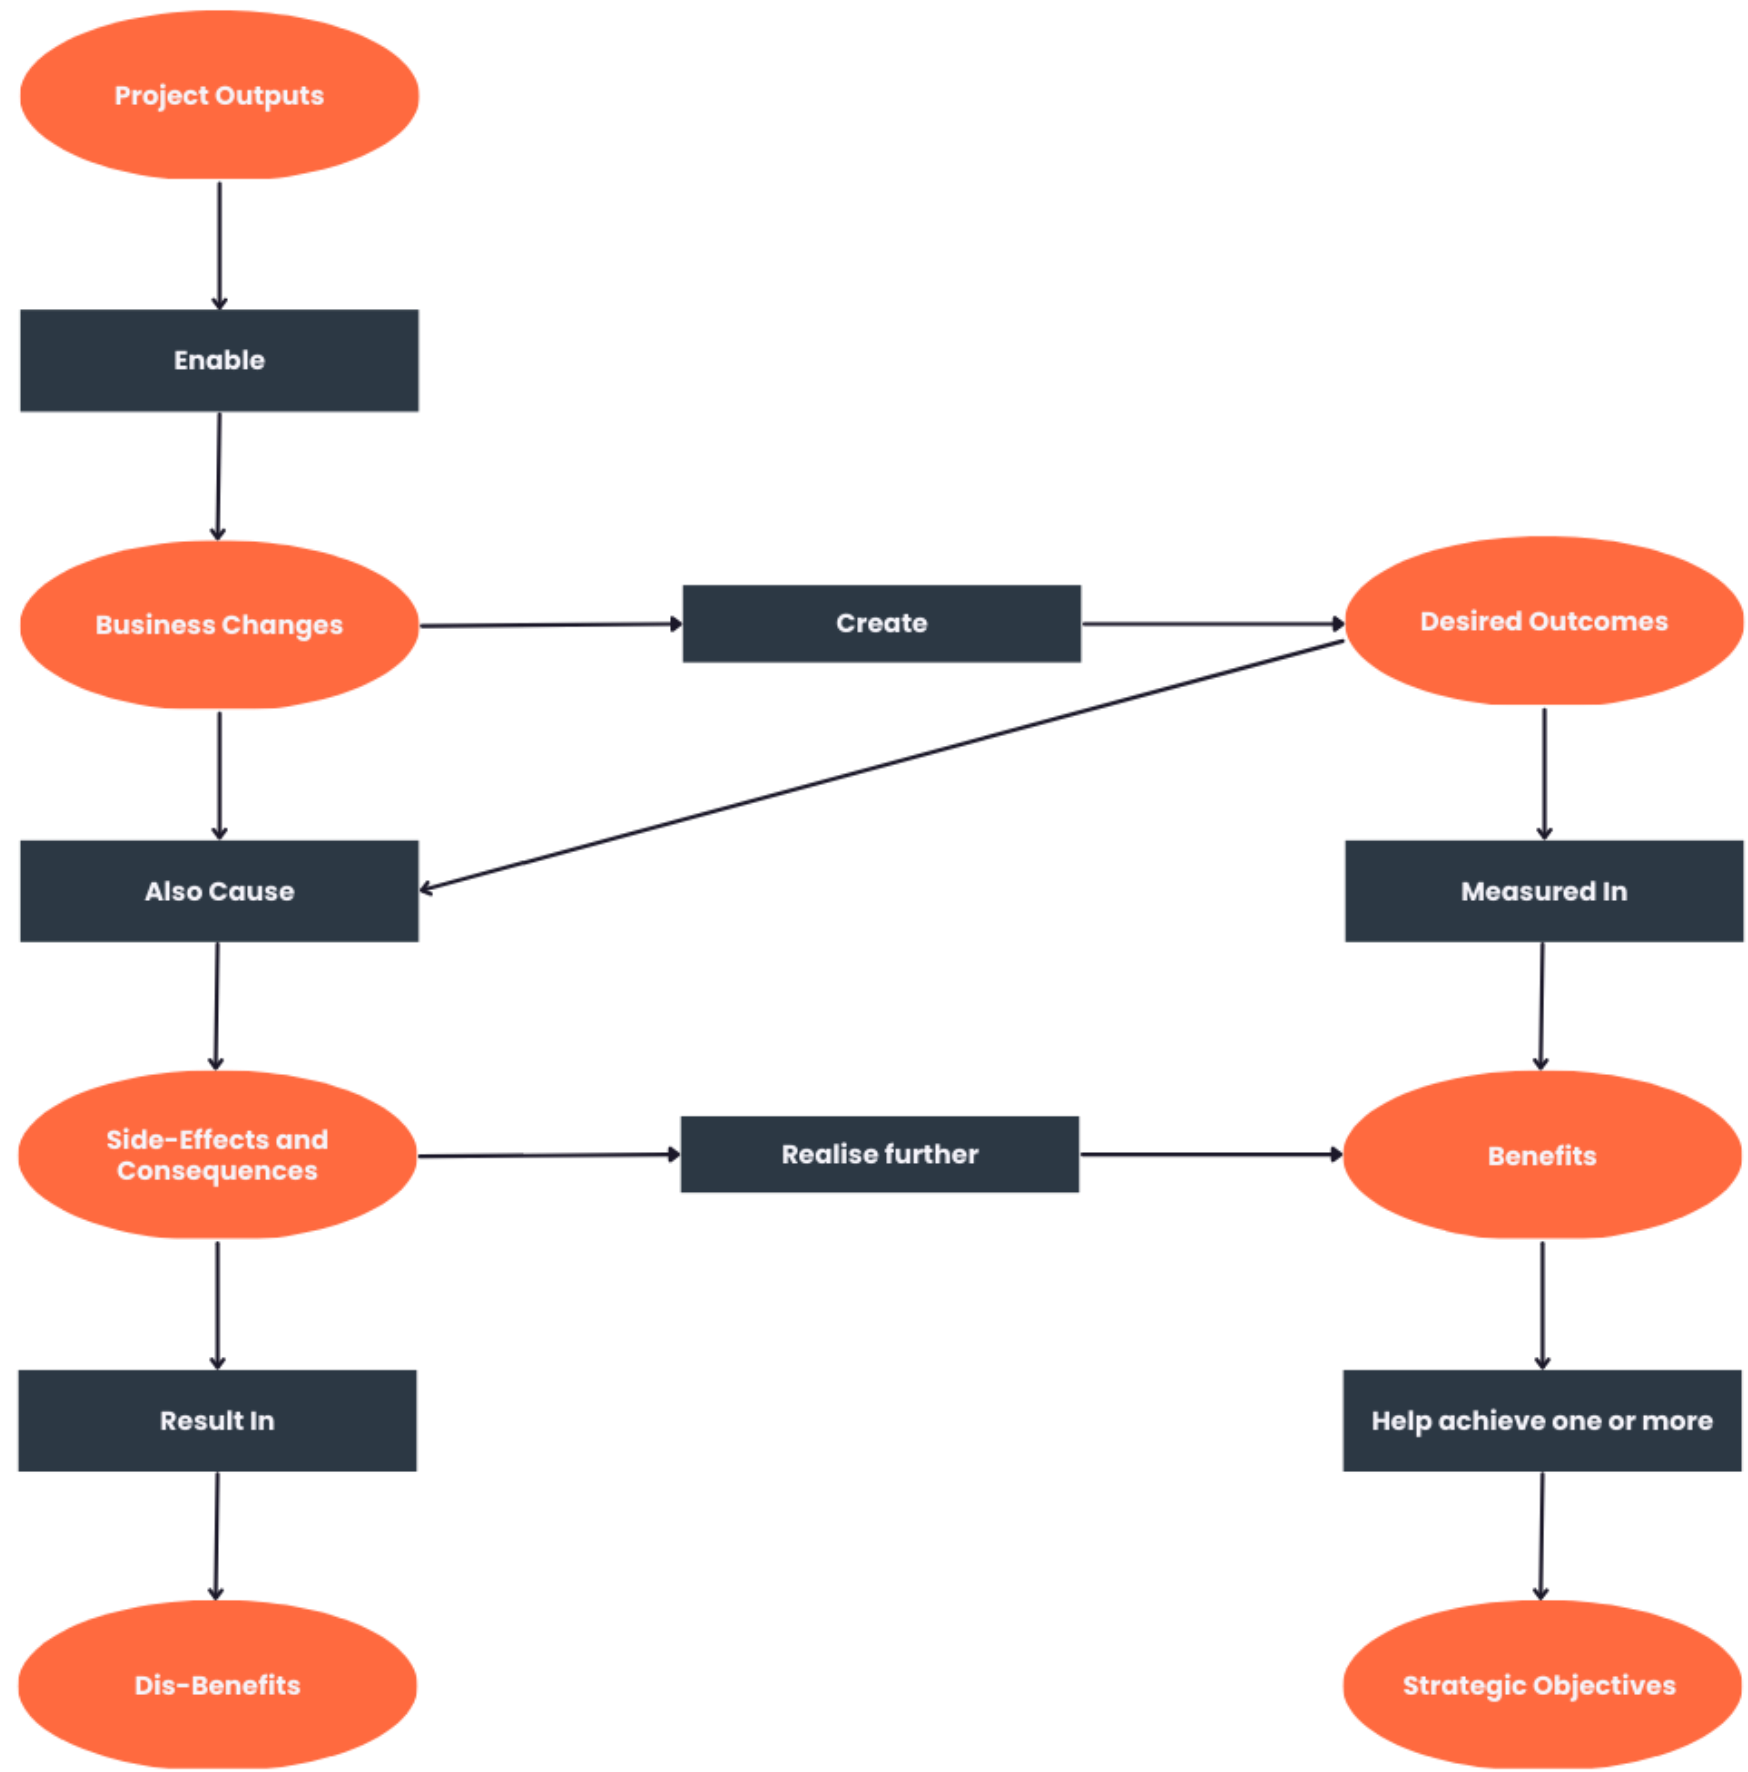 Project Outputs
Enable
Business Changes
Create
Desired Outcomes
Also Cause
Measured In
Side-Effects and
Consequences
Realise further
Benefits
Result In
Help achieve one or more
Dis-Benefits
Strategic Objectives